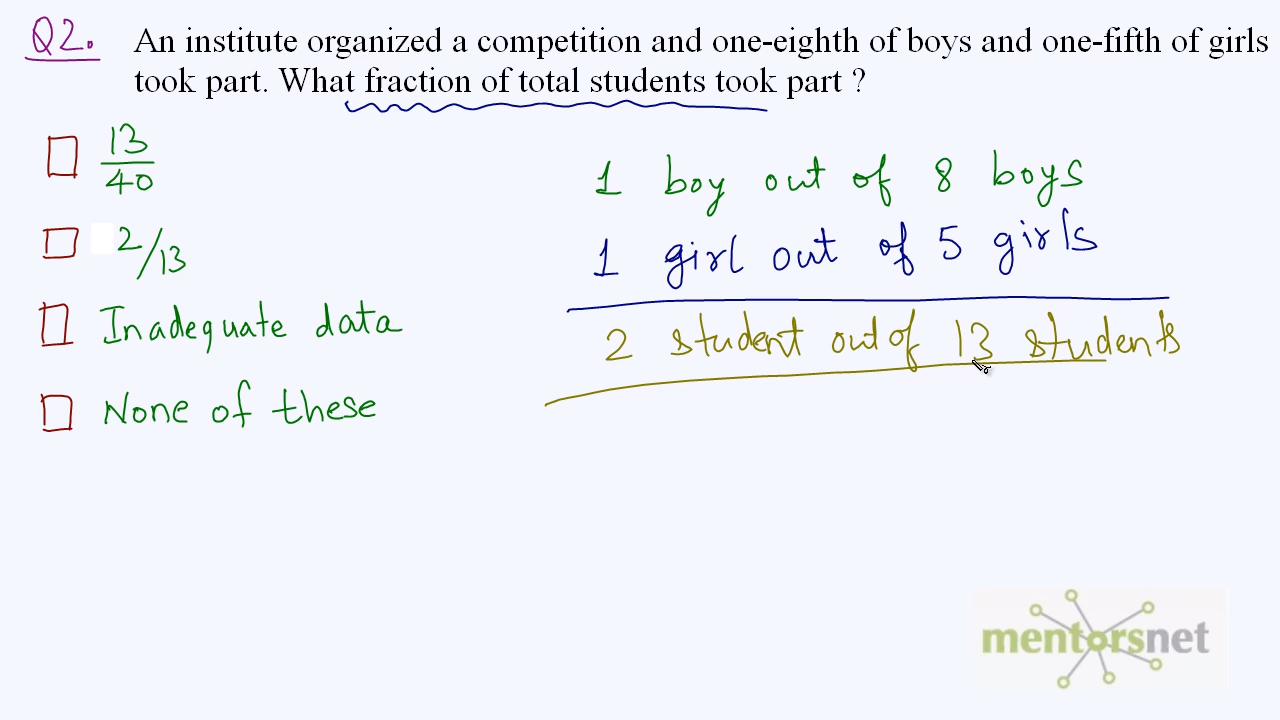 Q2. An institute organized a competition and one-eighth of boys and one-fifth of girls
took part. What fraction of total students took part ?
13/40
2/13
Inadequate data
None of these
1 boy out of 8 boys
1 girl out of 5 girls
2 student out of 13 students
mentorsnet